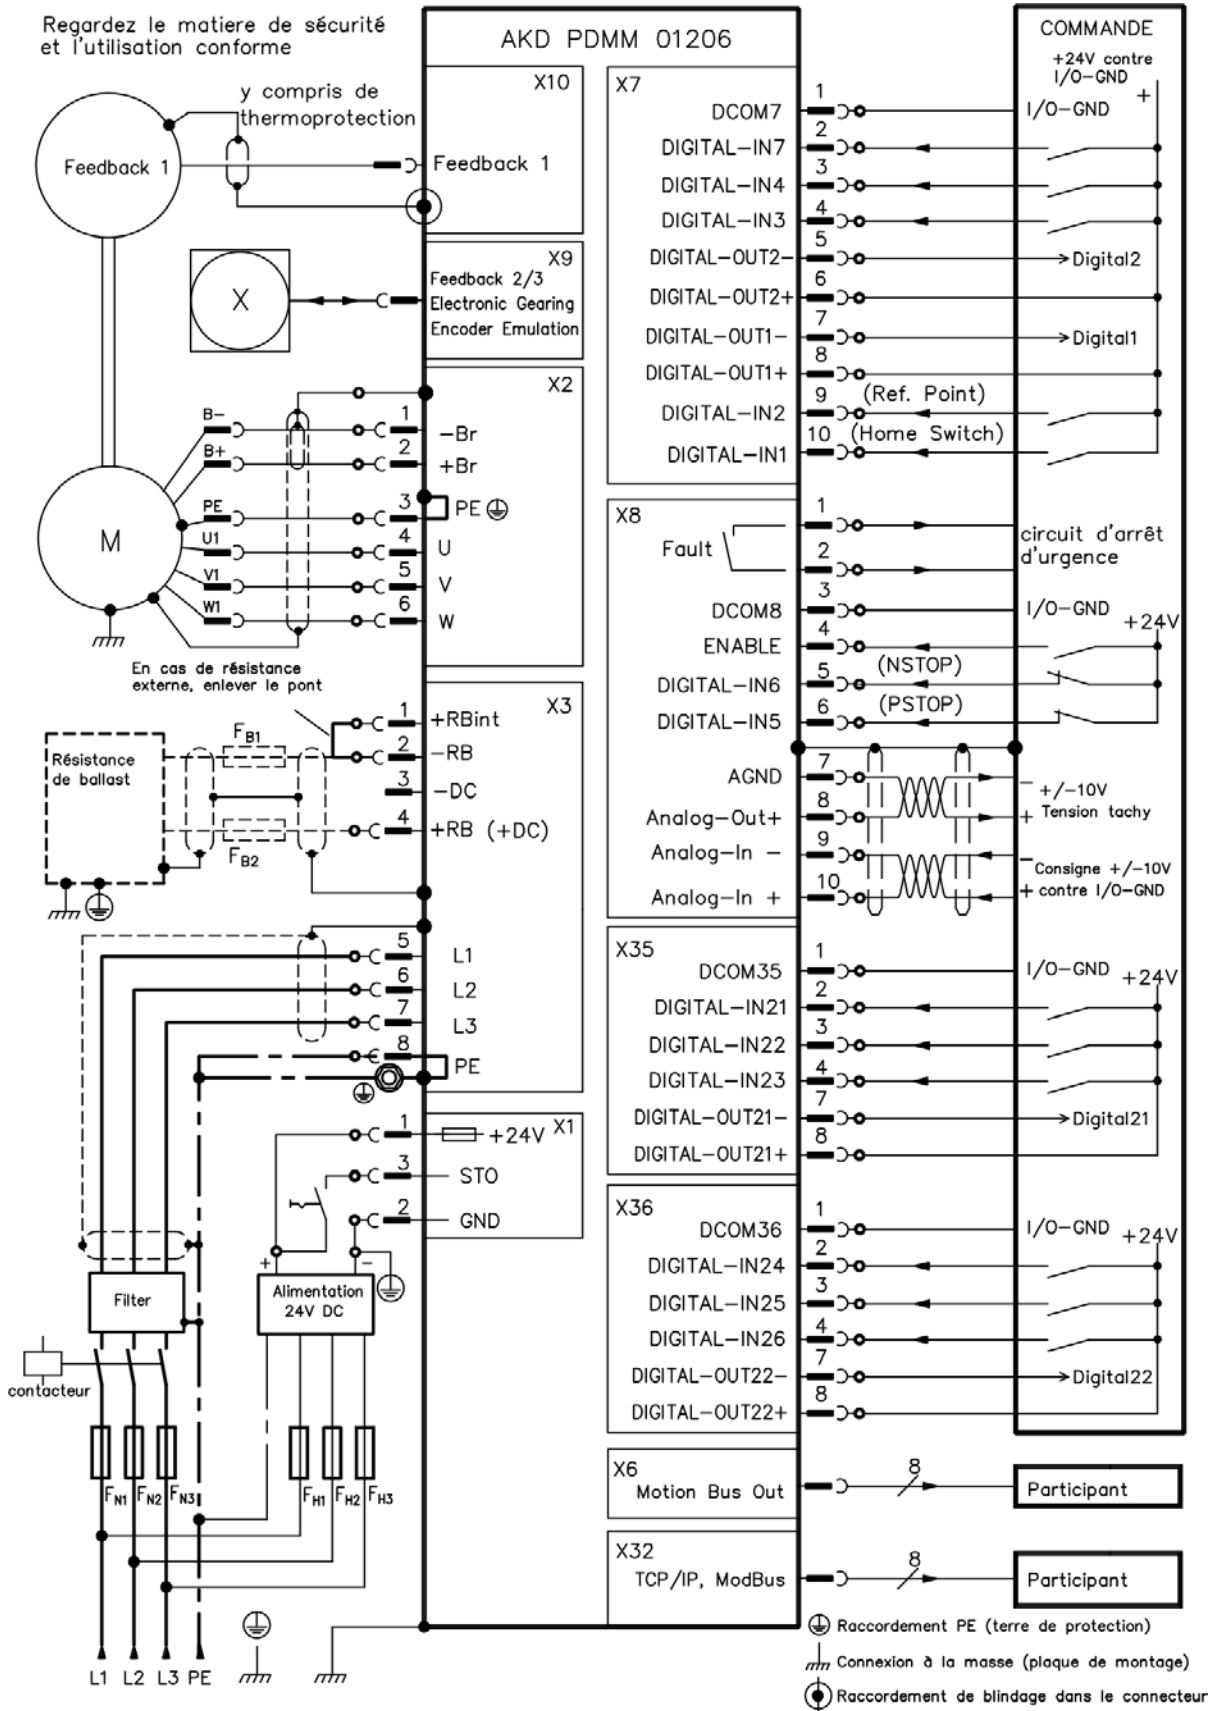 Regardez le matiere de sécurité
et l'utilisation conforme
AKD PDMM 01206
y compris de
thermoprotection
Feedback 1
X10
Feedback 1
X
X9
Feedback 2/3
Electronic Gearing
Encoder Emulation
X2
M
B- 1 -Br
B+ 2 +Br
PE 3 PE
U1 4 U
V1 5 V
W1 6 W
En cas de résistance
externe, enlever le pont
X3
Résistance
de ballast
FB1
FB2
1 +RBint
2 -RB
3 -DC
4 +RB (+DC)
5 L1
6 L2
7 L3
8 PE
X1
1 +24V
3 STO
2 GND
+ -
Alimentation
24V DC
Filter
contacteur
FN1 FN2 FN3
FH1 FH2 FH3
L1 L2 L3 PE
X7
DCOM7 1
DIGITAL-IN7 2
DIGITAL-IN4 3
DIGITAL-IN3 4
DIGITAL-OUT2- 5
DIGITAL-OUT2+ 6
DIGITAL-OUT1- 7
DIGITAL-OUT1+ 8
DIGITAL-IN2 9 (Ref. Point)
DIGITAL-IN1 10 (Home Switch)
COMMANDE
+24V contre
I/O-GND
+
I/O-GND
Digital2
Digital1
X8
Fault 1
2
circuit d'arrêt
d'urgence
DCOM8 3 I/O-GND
+24V
ENABLE 4
DIGITAL-IN6 5 (NSTOP)
DIGITAL-IN5 6 (PSTOP)
AGND 7 -
+/-10V
Tension tachy
Analog-Out+ 8 +
Analog-In - 9 -
Consigne +/-10V
contre I/O-GND
Analog-In + 10 +
X35
DCOM35 1 I/O-GND +24V
DIGITAL-IN21 2
DIGITAL-IN22 3
DIGITAL-IN23 4
DIGITAL-OUT21- 7 Digital21
DIGITAL-OUT21+ 8
X36
DCOM36 1 I/O-GND +24V
DIGITAL-IN24 2
DIGITAL-IN25 3
DIGITAL-IN26 4
DIGITAL-OUT22- 7 Digital22
DIGITAL-OUT22+ 8
X6
Motion Bus Out 8 Participant
X32
TCP/IP, ModBus 8 Participant
Raccordement PE (terre de protection)
Connexion à la masse (plaque de montage)
Raccordement de blindage dans le connecteur